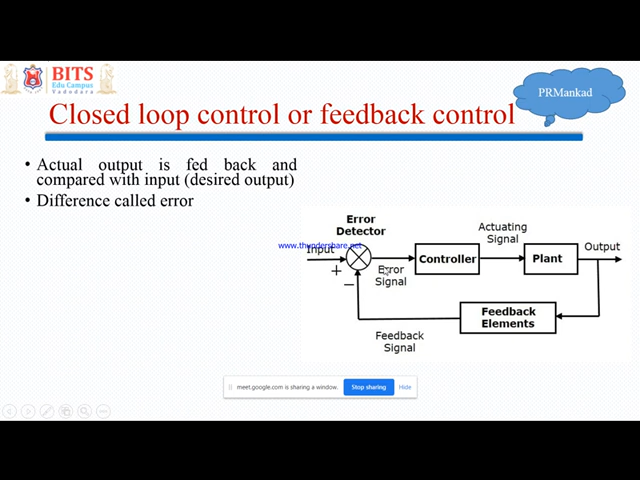 BITS
Edu Campus
Vadodara
PRMankad
Closed loop control or feedback control
• Actual output is fed back and
compared with input (desired output)
• Difference called error
Error
Detector
www.thundershare.net
Input
+
−
Error
Signal
Controller
Actuating
Signal
Plant
Output
Feedback
Elements
Feedback
Signal
meet.google.com is sharing a window.
Stop sharing
Hide